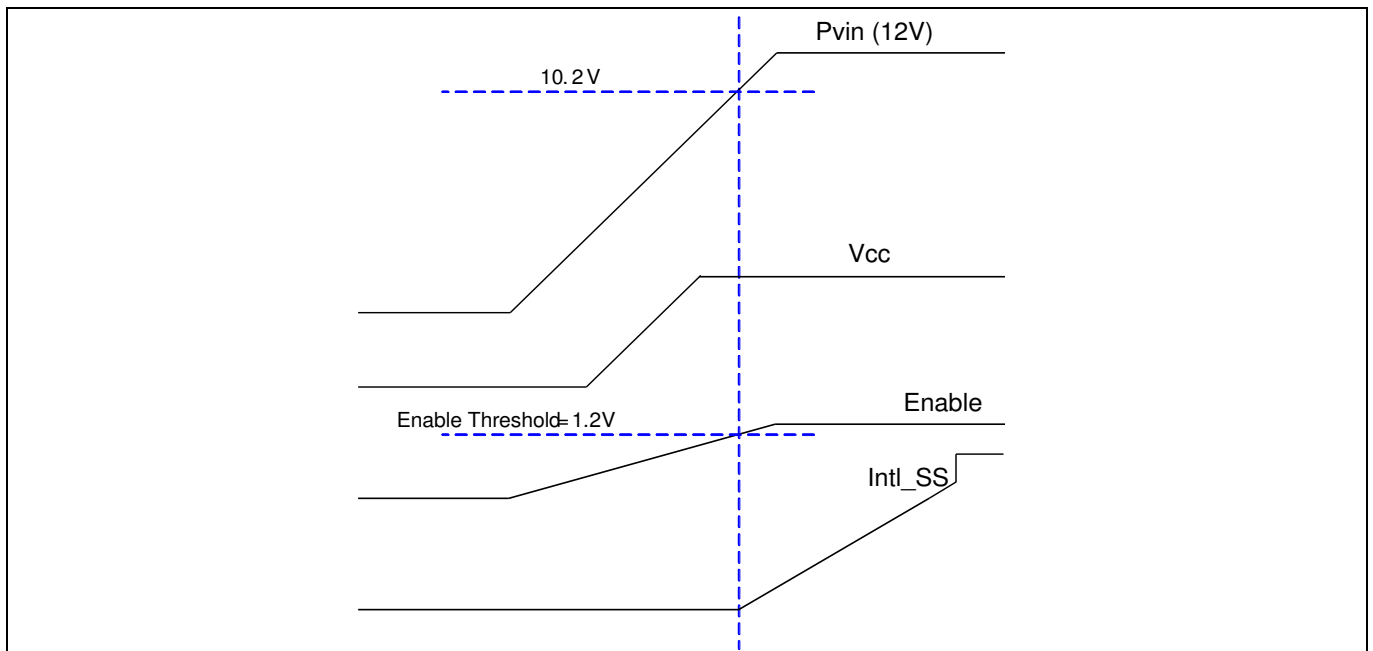 Pvin (12V)
10.2V
Vcc
Enable
Enable Threshold= 1.2V
Intl_SS